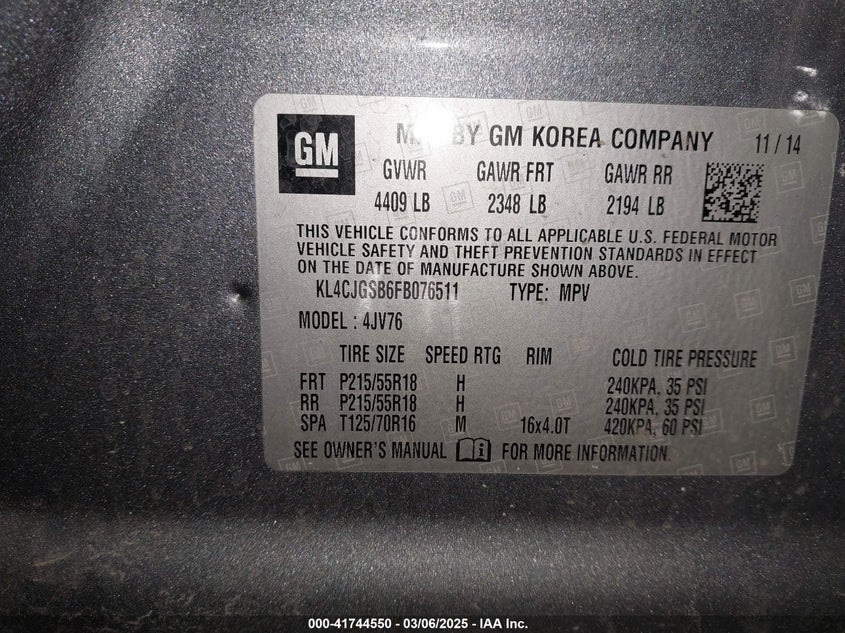 GM
BY GM KOREA COMPANY 11 / 14
GVWR GAWR FRT GAWR RR
4409 LB 2348 LB 2194 LB
THIS VEHICLE CONFORMS TO ALL APPLICABLE U.S. FEDERAL MOTOR
VEHICLE SAFETY AND THEFT PREVENTION STANDARDS IN EFFECT
ON THE DATE OF MANUFACTURE SHOWN ABOVE.
KL4CJGSB6FB076511 TYPE: MPV
MODEL : 4JV76
TIRE SIZE SPEED RTG RIM COLD TIRE PRESSURE
FRT P215/55R18 H 240KPA, 35 PSI
RR P215/55R18 H 240KPA, 35 PSI
SPA T125/70R16 M 16x4.0T 420KPA, 60 PSI
SEE OWNER'S MANUAL FOR MORE INFORMATION.
000-41744550 - 03/06/2025 - IAA Inc.